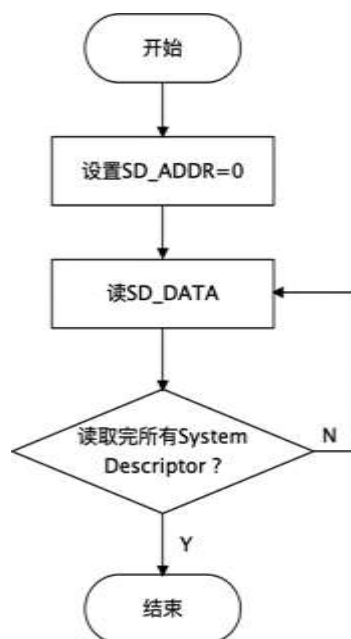 开始
设置SD_ADDR=0
读SD_DATA
读取完所有System
Descriptor？
N
Y
结束